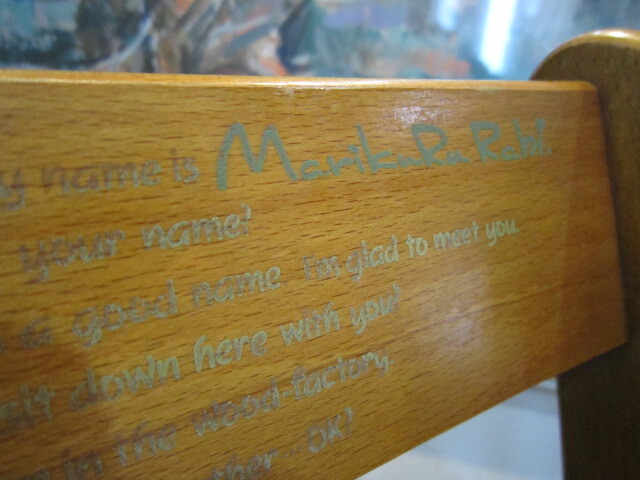 y name is MarikuRu Rabi.
your name?
a good name I'm glad to meet you.
sit down here with you?
in the wood-factory.
ther... OK?